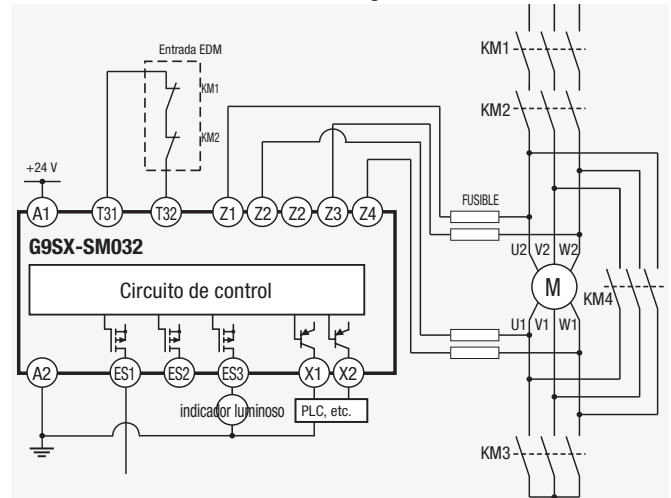 Entrada EDM
KM1
KM2
+24 V
A1
T31
T32
Z1
Z2
Z2
Z3
Z4
G9SX-SM032
Circuito de control
A2
ES1
ES2
ES3
X1
X2
indicador luminoso
PLC, etc.
KM1
KM2
FUSIBLE
U2 V2 W2
M
KM4
U1 V1 W1
KM3